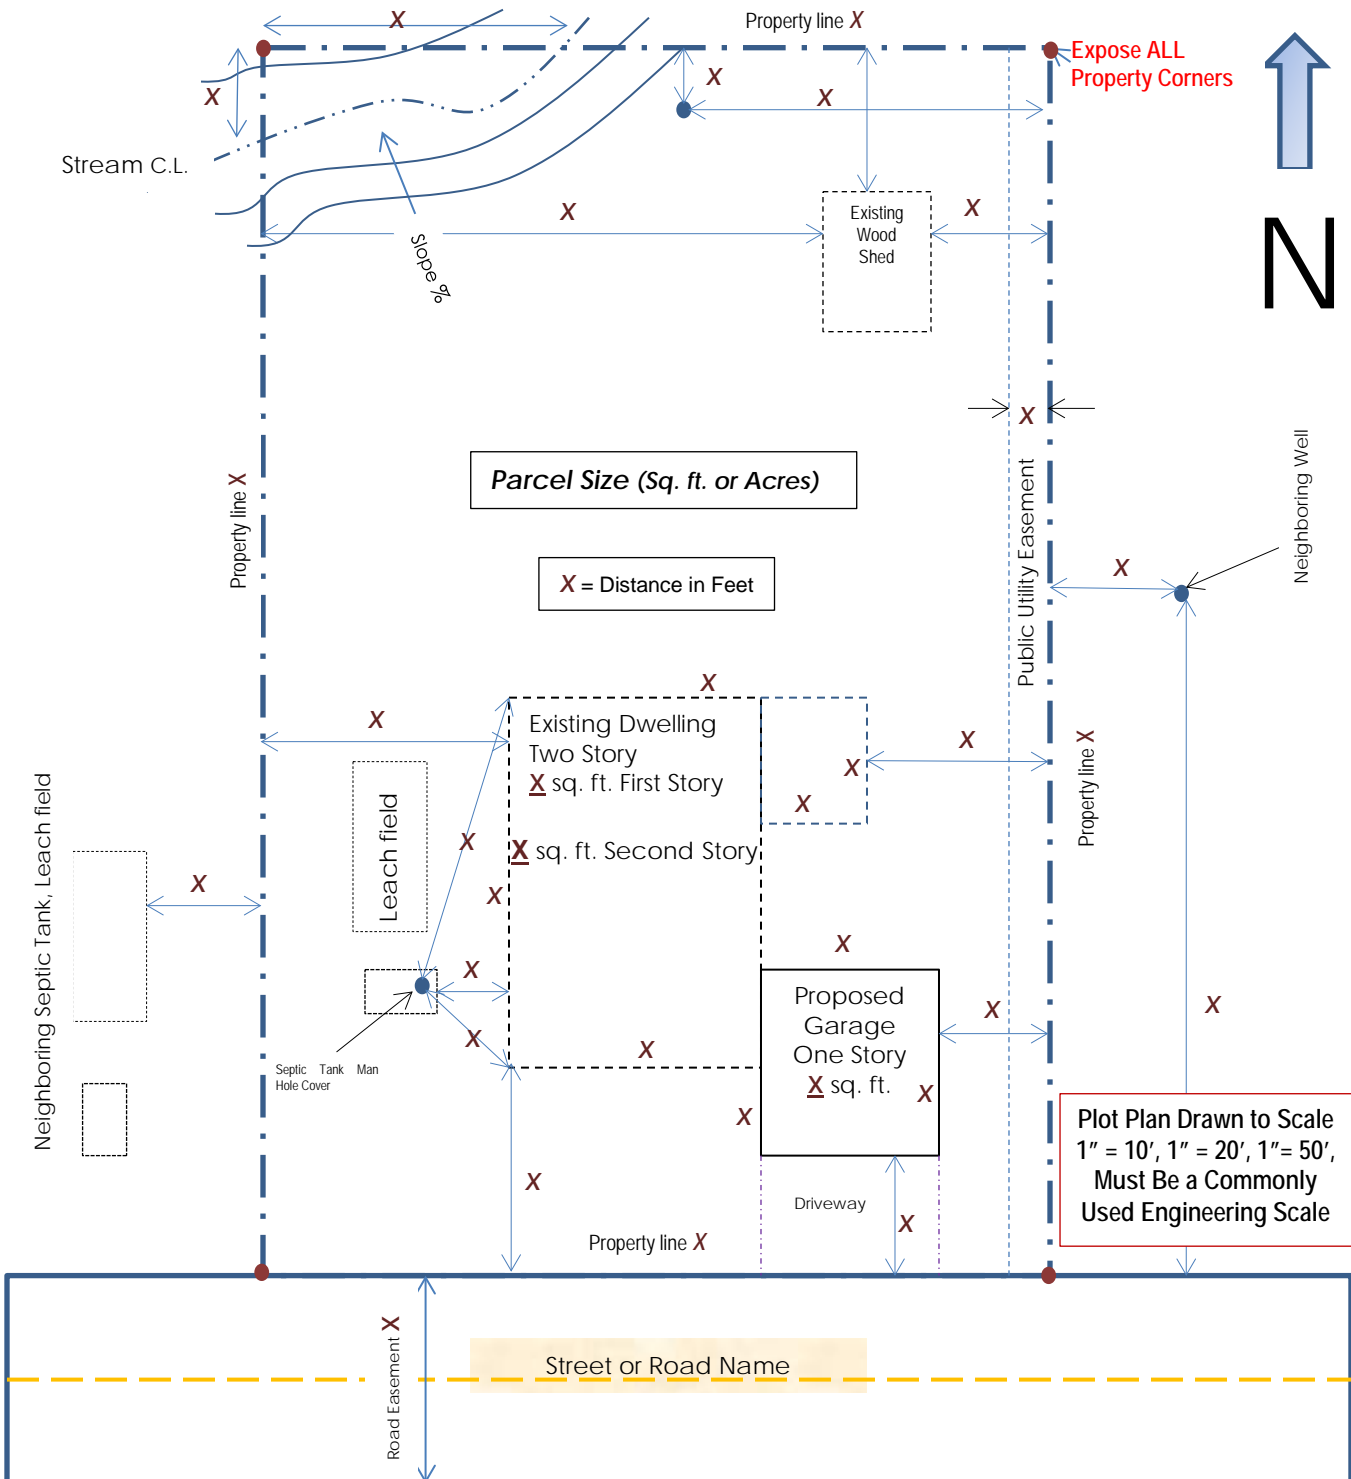 X
Property line X
Expose ALL
Property Corners
X
X
X
Stream C.L.
N
X
Existing
Wood
Shed
X
Slope %
X
Parcel Size (Sq. ft. or Acres)
Property line X
Public Utility Easement
Neighboring Well
X = Distance in Feet
X
X
X
Existing Dwelling
Two Story
X sq. ft. First Story
X
X
X
Property line X
X sq. ft. Second Story
X
Leach field
X
X
Neighboring Septic Tank, Leach field
X
X
Proposed
Garage
One Story
X sq. ft.
X
X
X
X
X
X
Septic Tank Man
Hole Cover
X
Plot Plan Drawn to Scale
1" = 10', 1" = 20', 1"= 50',
Must Be a Commonly
Used Engineering Scale
X
Driveway
X
Property line X
Road Easement X
Street or Road Name